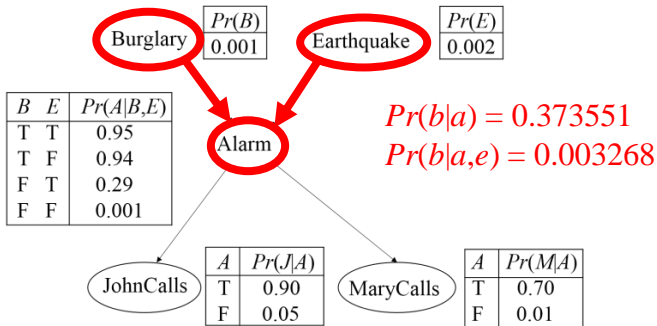 Burglary
Pr(B)
0.001
Earthquake
Pr(E)
0.002
B E Pr(A|B,E)
T T 0.95
T F 0.94
F T 0.29
F F 0.001
Alarm
Pr(b|a) = 0.373551
Pr(b|a,e) = 0.003268
JohnCalls
A Pr(J|A)
T 0.90
F 0.05
MaryCalls
A Pr(M|A)
T 0.70
F 0.01